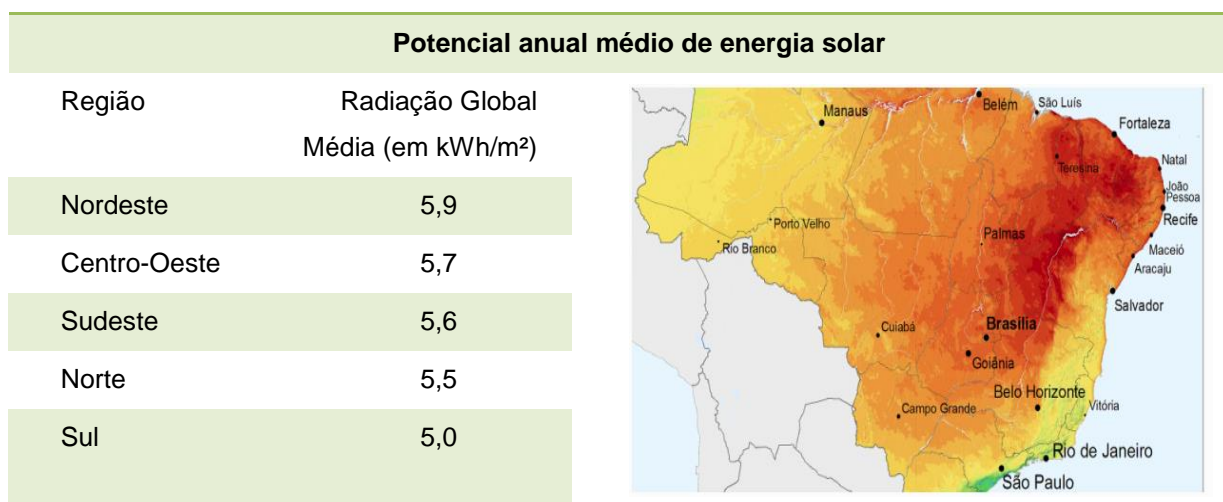 Potencial anual médio de energia solar
Região
Radiação Global
Média (em kWh/m²)
Nordeste
5,9
Centro-Oeste
5,7
Sudeste
5,6
Norte
5,5
Sul
5,0
Manaus
Belém
São Luís
Fortaleza
Teresina
Natal
João
Pessoa
Recife
Porto Velho
Rio Branco
Palmas
Maceió
Aracaju
Salvador
Cuiabá
Brasília
Goiânia
Belo Horizonte
Campo Grande
Vitória
Rio de Janeiro
São Paulo